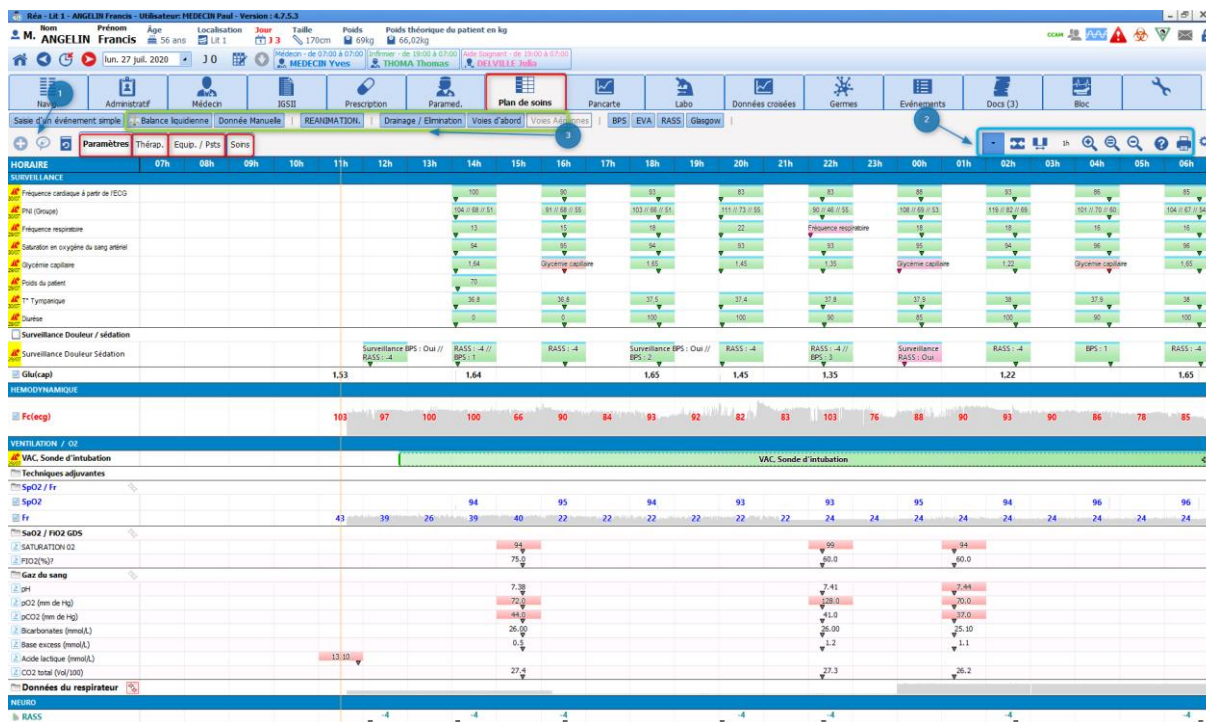 Réa - Lit 1 - ANGELIN Francis - Utilisateur: MEDECIN Paul - Version : 4.7.5.3
Nom Prénom Âge Localisation Jour Taille Poids Poids théorique du patient en kg
M. ANGELIN Francis 56 ans Lit 1 J 3 170cm 69kg 66,02kg
CCAM
lun. 27 juil. 2020 J 0
Médecin - de 07:00 à 07:00 Infirmier - de 19:00 à 07:00 Aide Soignant - de 19:00 à 07:00
MEDECIN Yves THOMA Thomas DELVILLE Julia
Navig. Administratif Médecin IGSII Prescription Paramed. Plan de soins Pancarte Labo Données croisées Germes Evénements Docs (3) Bloc
1 2 3
Saisie d'un événement simple Balance liquidienne Donnée Manuelle REANIMATION. Drainage / Elimination Voies d'abord Voies Aériennes BPS EVA RASS Glasgow
Paramètres Thérap. Equip. / Psts Soins 1h
HORAIRE 07h 08h 09h 10h 11h 12h 13h 14h 15h 16h 17h 18h 19h 20h 21h 22h 23h 00h 01h 02h 03h 04h 05h 06h
SURVEILLANCE
Fréquence cardiaque à partir de l'ECG 100 90 93 83 83 86 93 86 85
PNI (Groupe) 104 // 68 // 51 91 // 68 // 55 103 // 66 // 51 111 // 73 // 55 90 // 46 // 55 108 // 69 // 53 119 // 82 // 69 101 // 70 // 60 104 // 67 // 54
Fréquence respiratoire 13 15 18 22 Fréquence respiratoire 16 18 16 16
Saturation en oxygène du sang artériel 94 95 94 93 93 95 94 96 96
Glycémie capillaire 1,64 Glycémie capillaire 1,65 1,45 1,35 Glycémie capillaire 1,22 Glycémie capillaire 1,65
Poids du patient 70
T° Tympanique 36,8 36,8 37,5 37,4 37,8 37,9 38 37,9 38
Diurèse 0 0 100 100 90 85 100 90 100
Surveillance Douleur / sédation
Surveillance Douleur Sédation Surveillance BPS : Oui // RASS : -4 RASS : -4 // BPS : 1 RASS : -4 Surveillance BPS : Oui // BPS : 2 RASS : -4 RASS : -4 // BPS : 3 Surveillance RASS : Oui RASS : -4 BPS : 1 RASS : -4
Glu(cap) 1,53 1,64 1,65 1,45 1,35 1,22 1,65
HEMODYNAMIQUE
Fc(ecg) 103 97 100 100 66 90 84 93 92 82 83 103 76 88 90 93 90 86 78 85
VENTILATION / O2
VAC, Sonde d'intubation VAC, Sonde d'intubation
Techniques adjuvantes
SpO2 / Fr
SpO2 94 95 94 93 93 95 94 96 96
Fr 43 39 26 39 40 22 22 22 22 22 22 24 24 24 24 24 24 24 24 24
SaO2 / FIO2 GDS
SATURATION 02 94 99 94
FIO2(%)? 75.0 60.0 60.0
Gaz du sang
pH 7.38 7.41 7.44
pO2 (mm de Hg) 72.0 128.0 70.0
pCO2 (mm de Hg) 44.0 41.0 37.0
Bicarbonates (mmol/L) 26.00 26.00 25.10
Base excess (mmol/L) 0.5 1.2 1.1
Acide lactique (mmol/L) 13.10
CO2 total (Vol/100) 27.4 27.3 26.2
Données du respirateur
NEURO
RASS -4 -4 -4 -4 -4 -4 -4